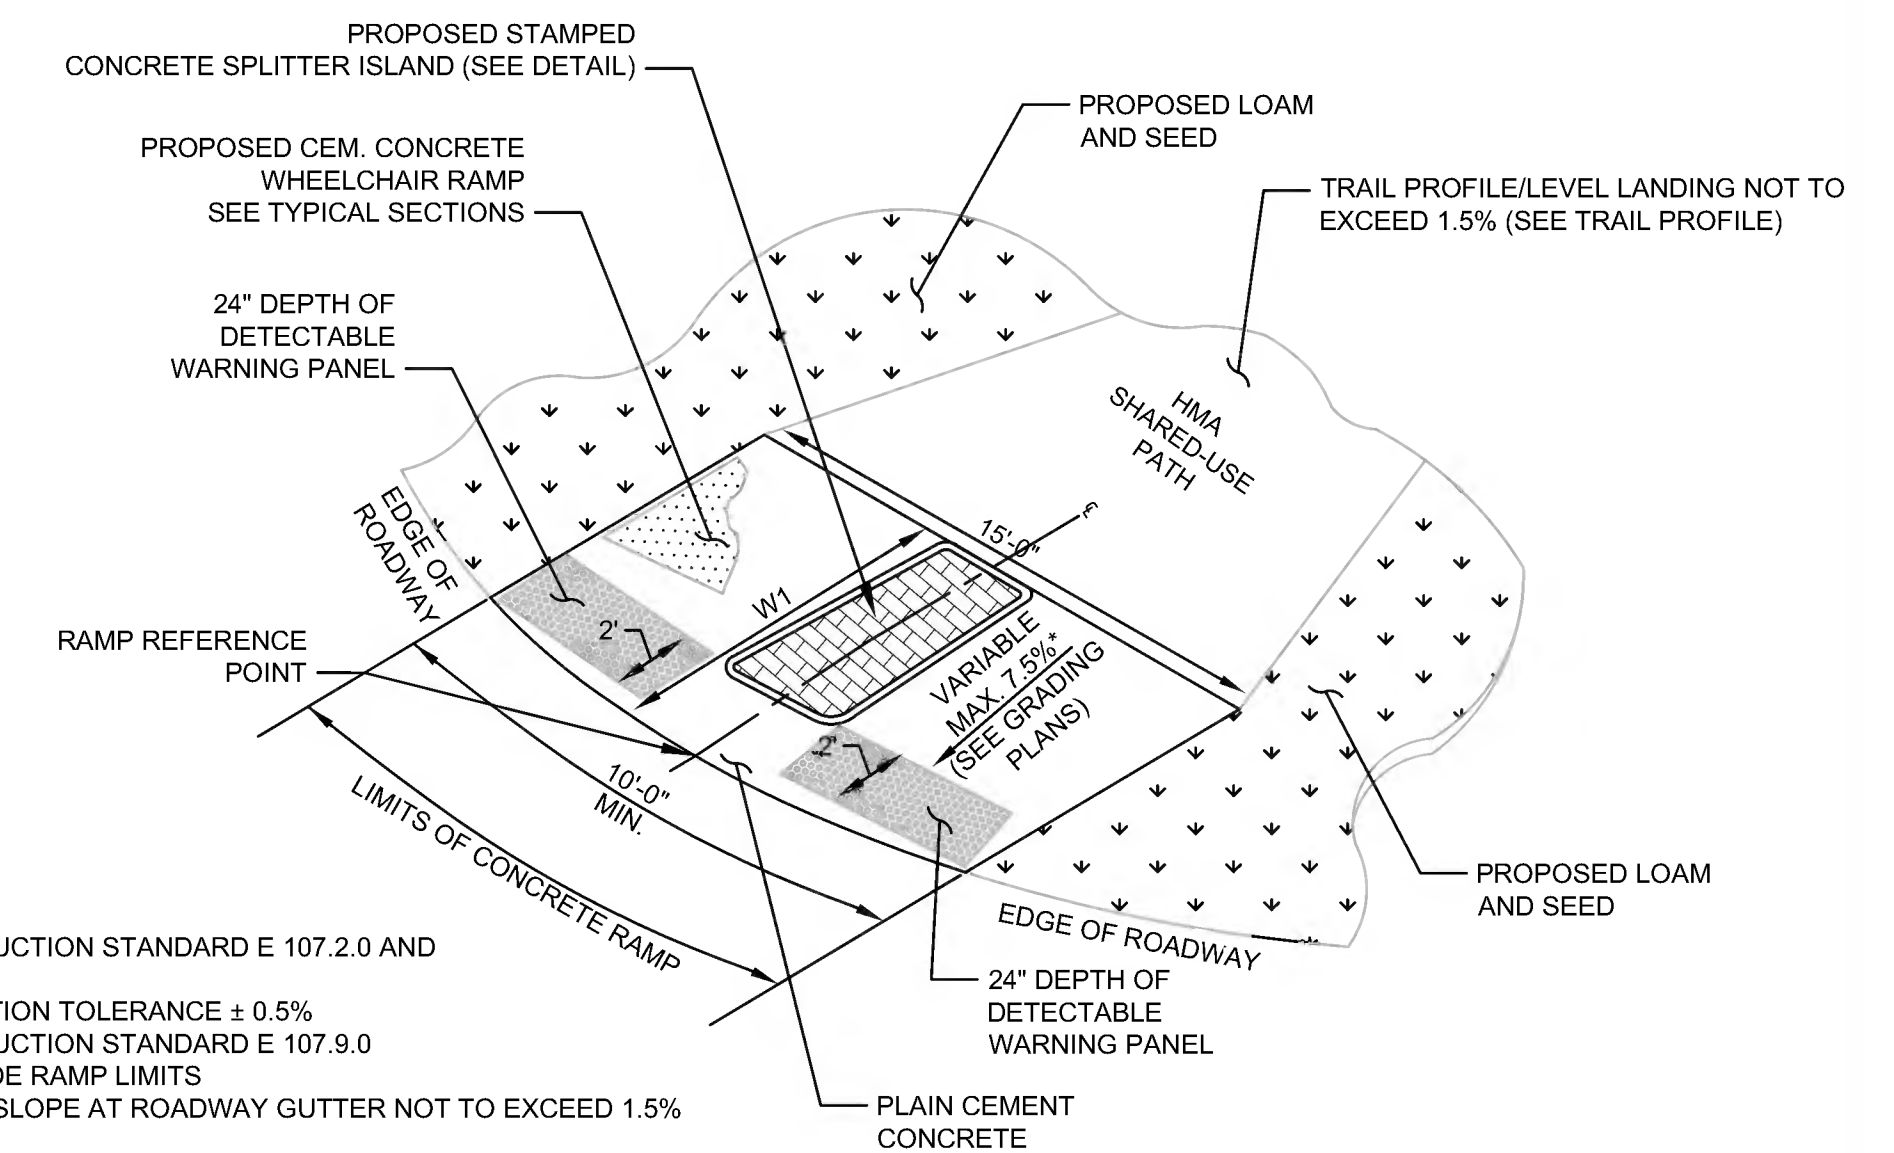 PROPOSED STAMPED
CONCRETE SPLITTER ISLAND (SEE DETAIL)
PROPOSED LOAM
AND SEED
PROPOSED CEM. CONCRETE
WHEELCHAIR RAMP
SEE TYPICAL SECTIONS
TRAIL PROFILE/LEVEL LANDING NOT TO
EXCEED 1.5% (SEE TRAIL PROFILE)
24" DEPTH OF
DETECTABLE
WARNING PANEL
HMA
SHARED-USE
PATH
EDGE OF
ROADWAY
15'-0"
W1
2'
RAMP REFERENCE
POINT
VARIABLE
MAX. 7.5%*
(SEE GRADING
PLANS)
2'
10'-0"
MIN.
LIMITS OF CONCRETE RAMP
PROPOSED LOAM
AND SEED
EDGE OF ROADWAY
24" DEPTH OF
DETECTABLE
WARNING PANEL
PLAIN CEMENT
CONCRETE
UCTION STANDARD E 107.2.0 AND
TION TOLERANCE ± 0.5%
UCTION STANDARD E 107.9.0
DE RAMP LIMITS
SLOPE AT ROADWAY GUTTER NOT TO EXCEED 1.5%